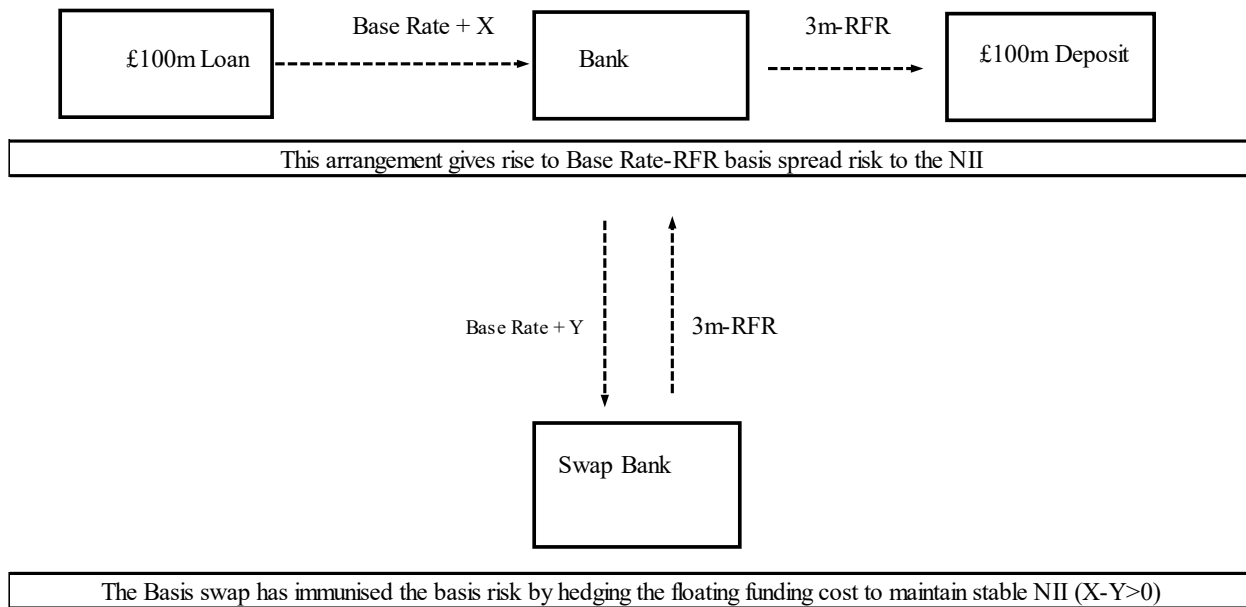 Base Rate + X
3m-RFR
£100m Loan
Bank
£100m Deposit
This arrangement gives rise to Base Rate-RFR basis spread risk to the NII
Base Rate + Y
3m-RFR
Swap Bank
The Basis swap has immunised the basis risk by hedging the floating funding cost to maintain stable NII (X-Y>0)